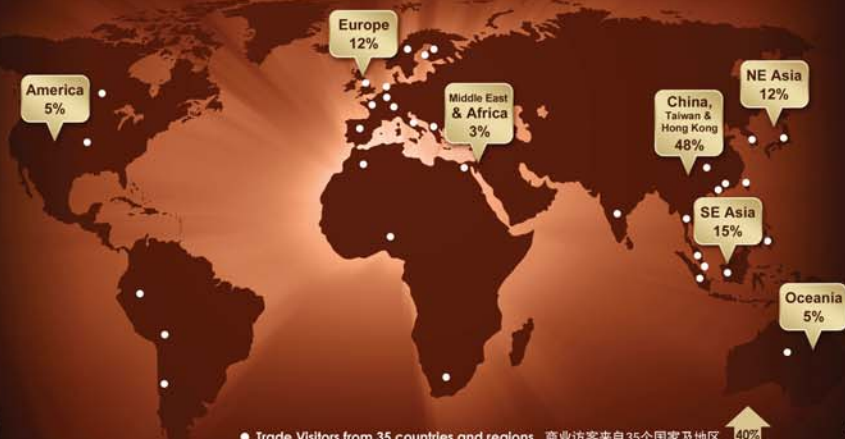 Europe
12%
America
5%
Middle East
& Africa
3%
China,
Taiwan &
Hong Kong
48%
NE Asia
12%
SE Asia
15%
Oceania
5%
Trade Visitors from 35 countries and regions 商业访客来自35个国家及地区
40%